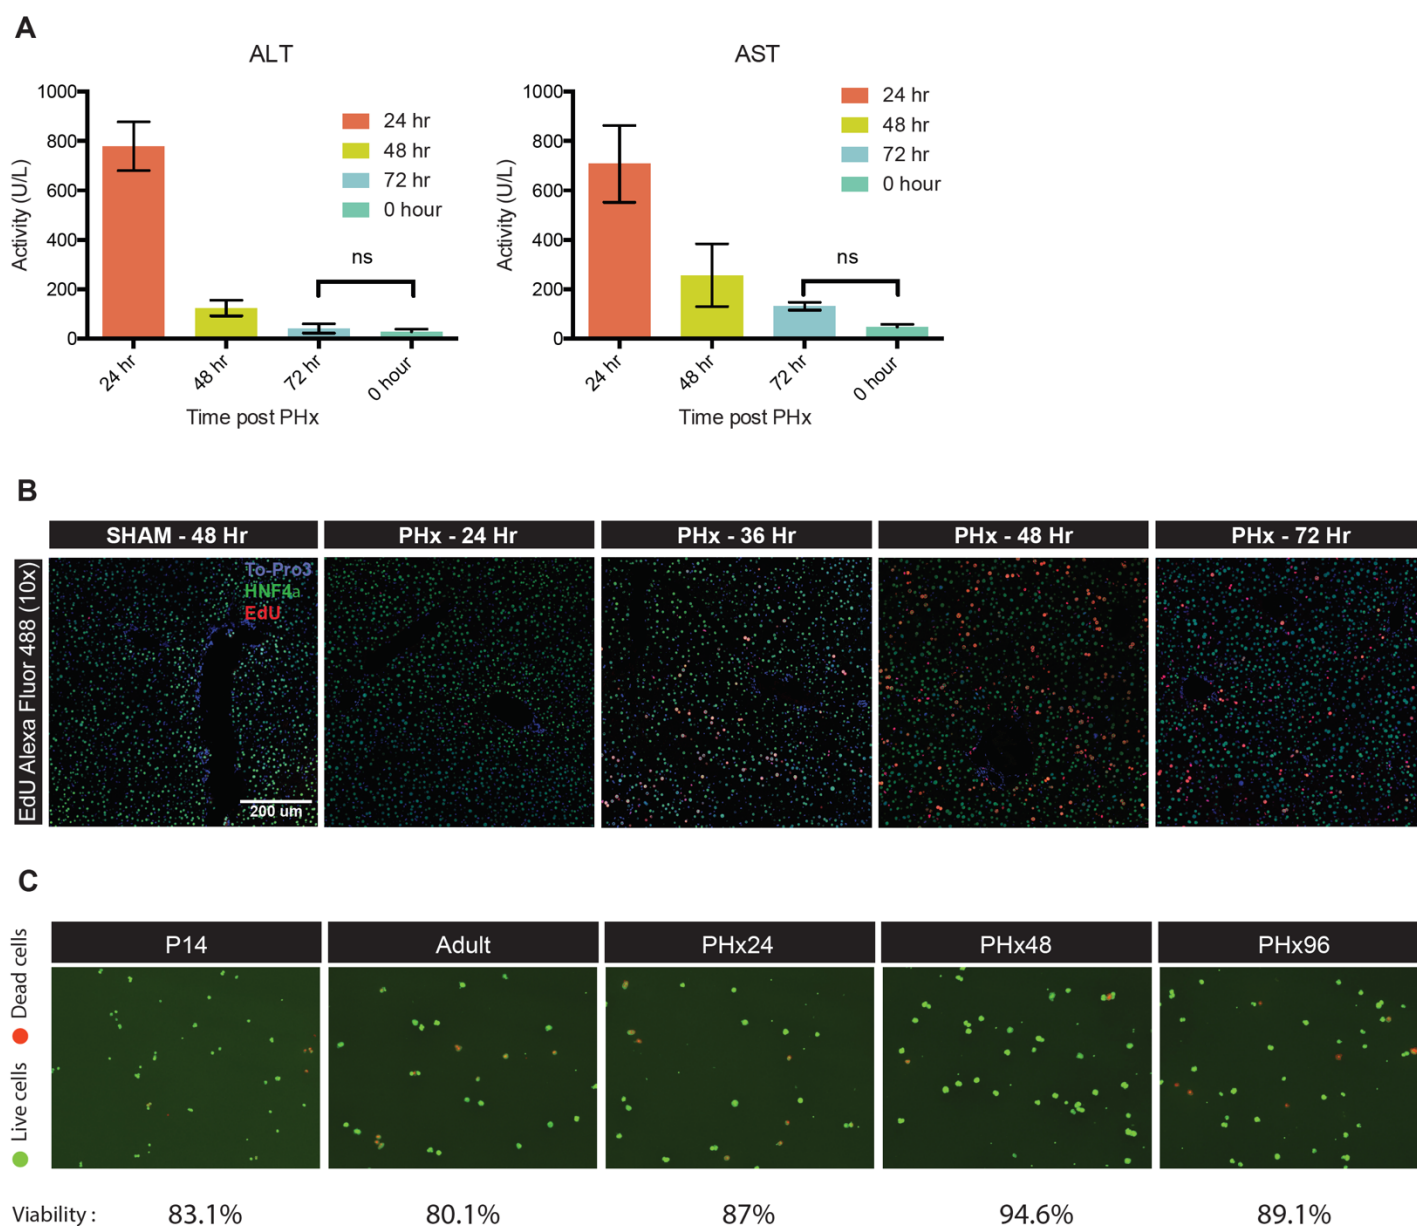 A
ALT
1000
800
600
400
200
0
Activity (U/L)
24 hr
48 hr
72 hr
0 hour
ns
24 hr
48 hr
72 hr
0 hour
Time post PHx
AST
1000
800
600
400
200
0
Activity (U/L)
24 hr
48 hr
72 hr
0 hour
ns
24 hr
48 hr
72 hr
0 hour
Time post PHx
B
SHAM - 48 Hr
PHx - 24 Hr
PHx - 36 Hr
PHx - 48 Hr
PHx - 72 Hr
EdU Alexa Fluor 488 (10x)
To-Pro3
HNF4a
EdU
200 um
C
P14
Adult
PHx24
PHx48
PHx96
Live cells
Dead cells
Viability : 83.1% 80.1% 87% 94.6% 89.1%